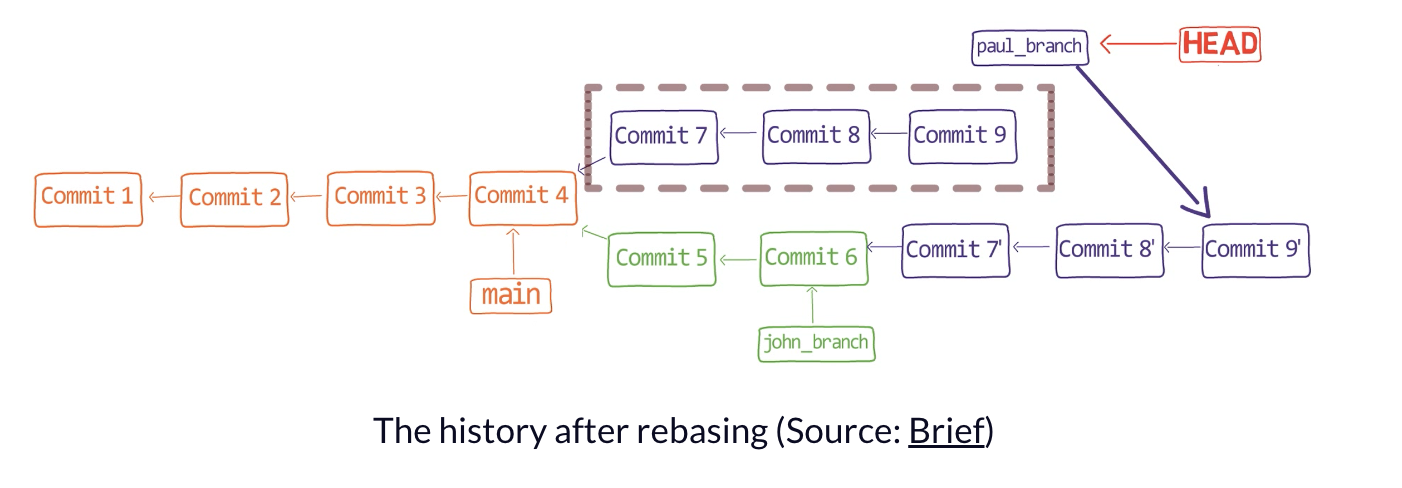 paul_branch
HEAD
Commit 7
Commit 8
Commit 9
Commit 1
Commit 2
Commit 3
Commit 4
Commit 5
Commit 6
Commit 7'
Commit 8'
Commit 9'
main
john_branch
The history after rebasing (Source: Brief)